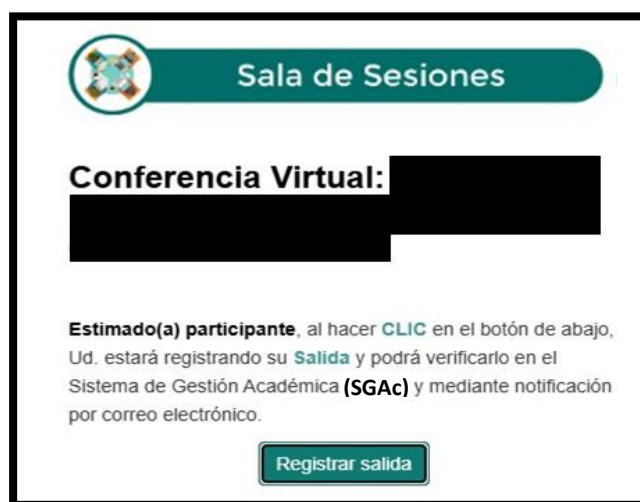 Sala de Sesiones
Conferencia Virtual:
Estimado(a) participante, al hacer CLIC en el botón de abajo,
Ud. estará registrando su Salida y podrá verificarlo en el
Sistema de Gestión Académica (SGAc) y mediante notificación
por correo electrónico.
Registrar salida